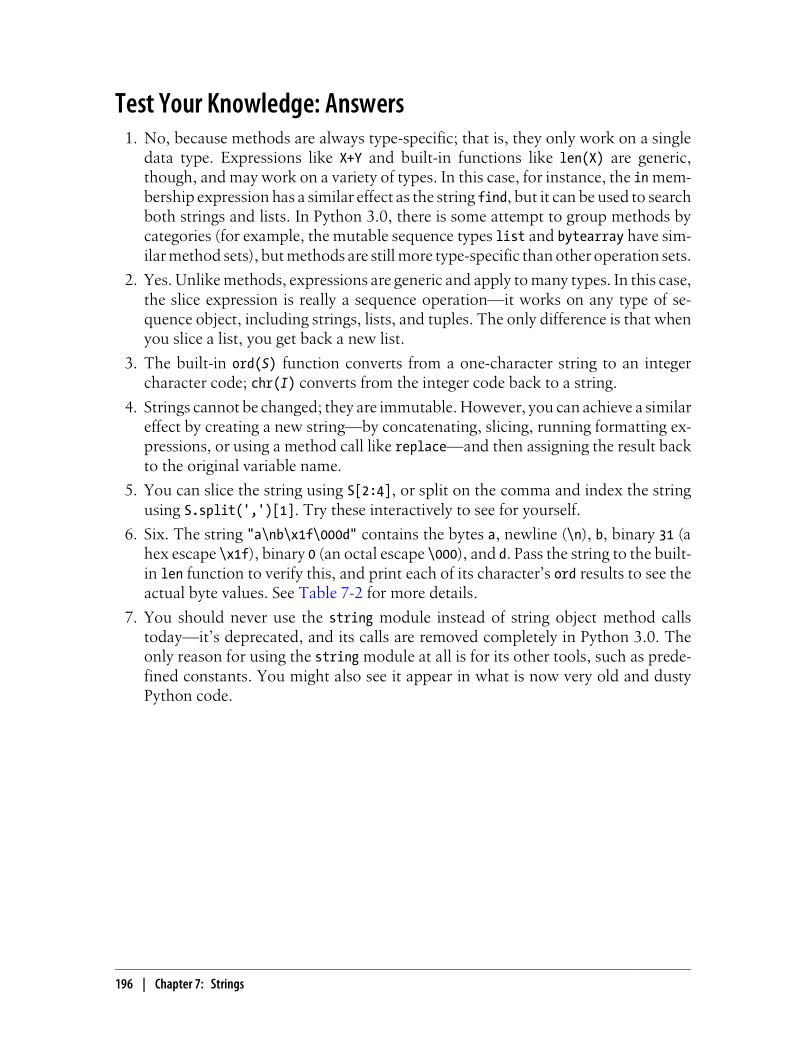 Test Your Knowledge: Answers
1. No, because methods are always type-specific; that is, they only work on a single
data type. Expressions like X+Y and built-in functions like len(X) are generic,
though, and may work on a variety of types. In this case, for instance, the in mem-
bership expression has a similar effect as the string find, but it can be used to search
both strings and lists. In Python 3.0, there is some attempt to group methods by
categories (for example, the mutable sequence types list and bytearray have sim-
ilar method sets), but methods are still more type-specific than other operation sets.
2. Yes. Unlike methods, expressions are generic and apply to many types. In this case,
the slice expression is really a sequence operation—it works on any type of se-
quence object, including strings, lists, and tuples. The only difference is that when
you slice a list, you get back a new list.
3. The built-in ord(S) function converts from a one-character string to an integer
character code; chr(I) converts from the integer code back to a string.
4. Strings cannot be changed; they are immutable. However, you can achieve a similar
effect by creating a new string—by concatenating, slicing, running formatting ex-
pressions, or using a method call like replace—and then assigning the result back
to the original variable name.
5. You can slice the string using S[2:4], or split on the comma and index the string
using S.split(',')[1]. Try these interactively to see for yourself.
6. Six. The string "a\nb\x1f\000d" contains the bytes a, newline (\n), b, binary 31 (a
hex escape \x1f), binary 0 (an octal escape \000), and d. Pass the string to the built-
in len function to verify this, and print each of its character's ord results to see the
actual byte values. See Table 7-2 for more details.
7. You should never use the string module instead of string object method calls
today—it's deprecated, and its calls are removed completely in Python 3.0. The
only reason for using the string module at all is for its other tools, such as prede-
fined constants. You might also see it appear in what is now very old and dusty
Python code.
196 | Chapter 7: Strings